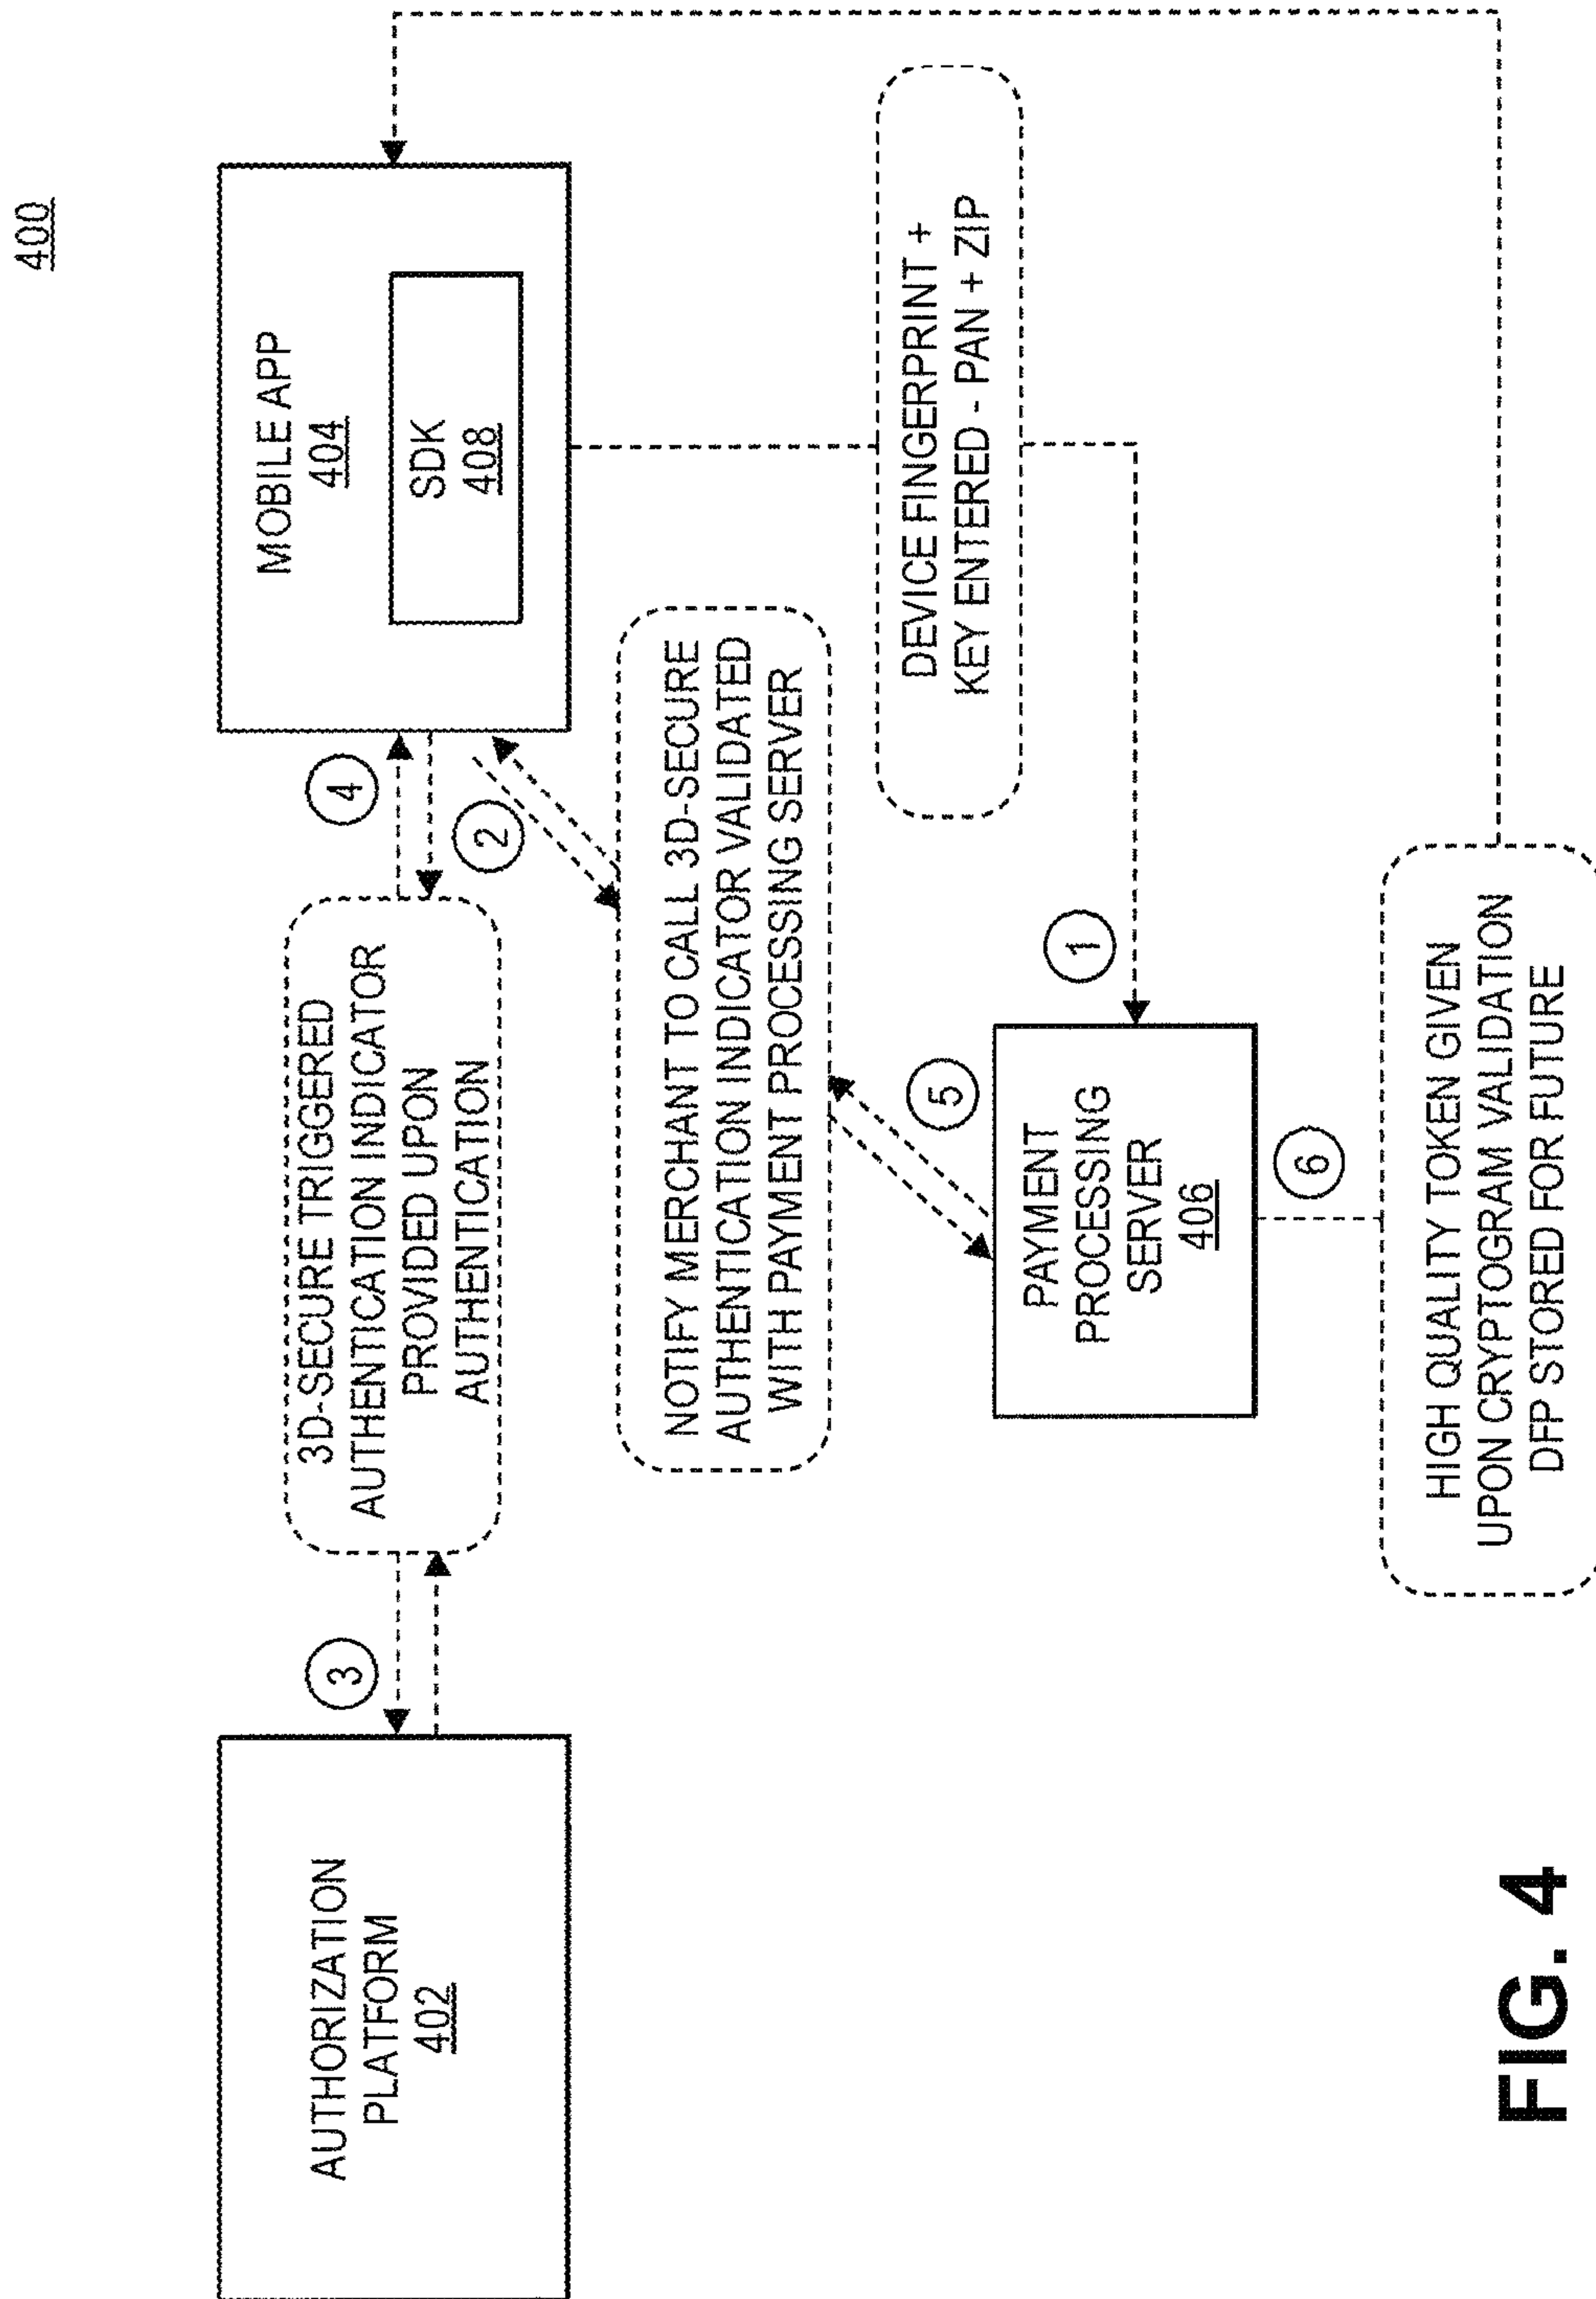 400
AUTHORIZATION
PLATFORM
402
3
3D-SECURE TRIGGERED
AUTHENTICATION INDICATOR
PROVIDED UPON
AUTHENTICATION
4
MOBILE APP
404
SDK
408
2
NOTIFY MERCHANT TO CALL 3D-SECURE
AUTHENTICATION INDICATOR VALIDATED
WITH PAYMENT PROCESSING SERVER
DEVICE FINGERPRINT +
KEY ENTERED - PAN + ZIP
5
1
PAYMENT
PROCESSING
SERVER
406
6
HIGH QUALITY TOKEN GIVEN
UPON CRYPTOGRAM VALIDATION
DFP STORED FOR FUTURE
FIG. 4